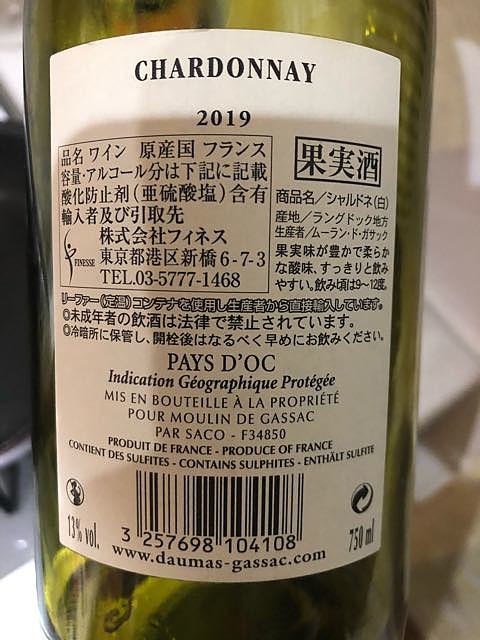 CHARDONNAY
2019
品名 ワイン 原産国 フランス
容量・アルコール分は下記に記載
酸化防止剤(亜硫酸塩)含有
輸入者及び引取先
株式会社フィネス
東京都港区新橋6-7-3
TEL.03-5777-1468
FINESSE
果実酒
商品名/シャルドネ(白)
産地/ラングドック地方
生産者/ムーラン・ド・ガサック
果実味が豊かで柔らか
な酸味、すっきりと飲み
やすい。飲み頃は9~12度。
リーファー(定温)コンテナを使用し生産者から直接輸入しています。
◎未成年者の飲酒は法律で禁止されています。
◎冷暗所に保管し、開栓後はなるべく早めにお飲みください。
PAYS D'OC
Indication Géographique Protégée
MIS EN BOUTEILLE À LA PROPRIÉTÉ
POUR MOULIN DE GASSAC
PAR SACO - F34850
PRODUIT DE FRANCE - PRODUCE OF FRANCE
CONTIENT DES SULFITES - CONTAINS SULPHITES - ENTHÄLT SULFITE
13% vol.
3 257698 104108
750 ml
www.daumas-gassac.com